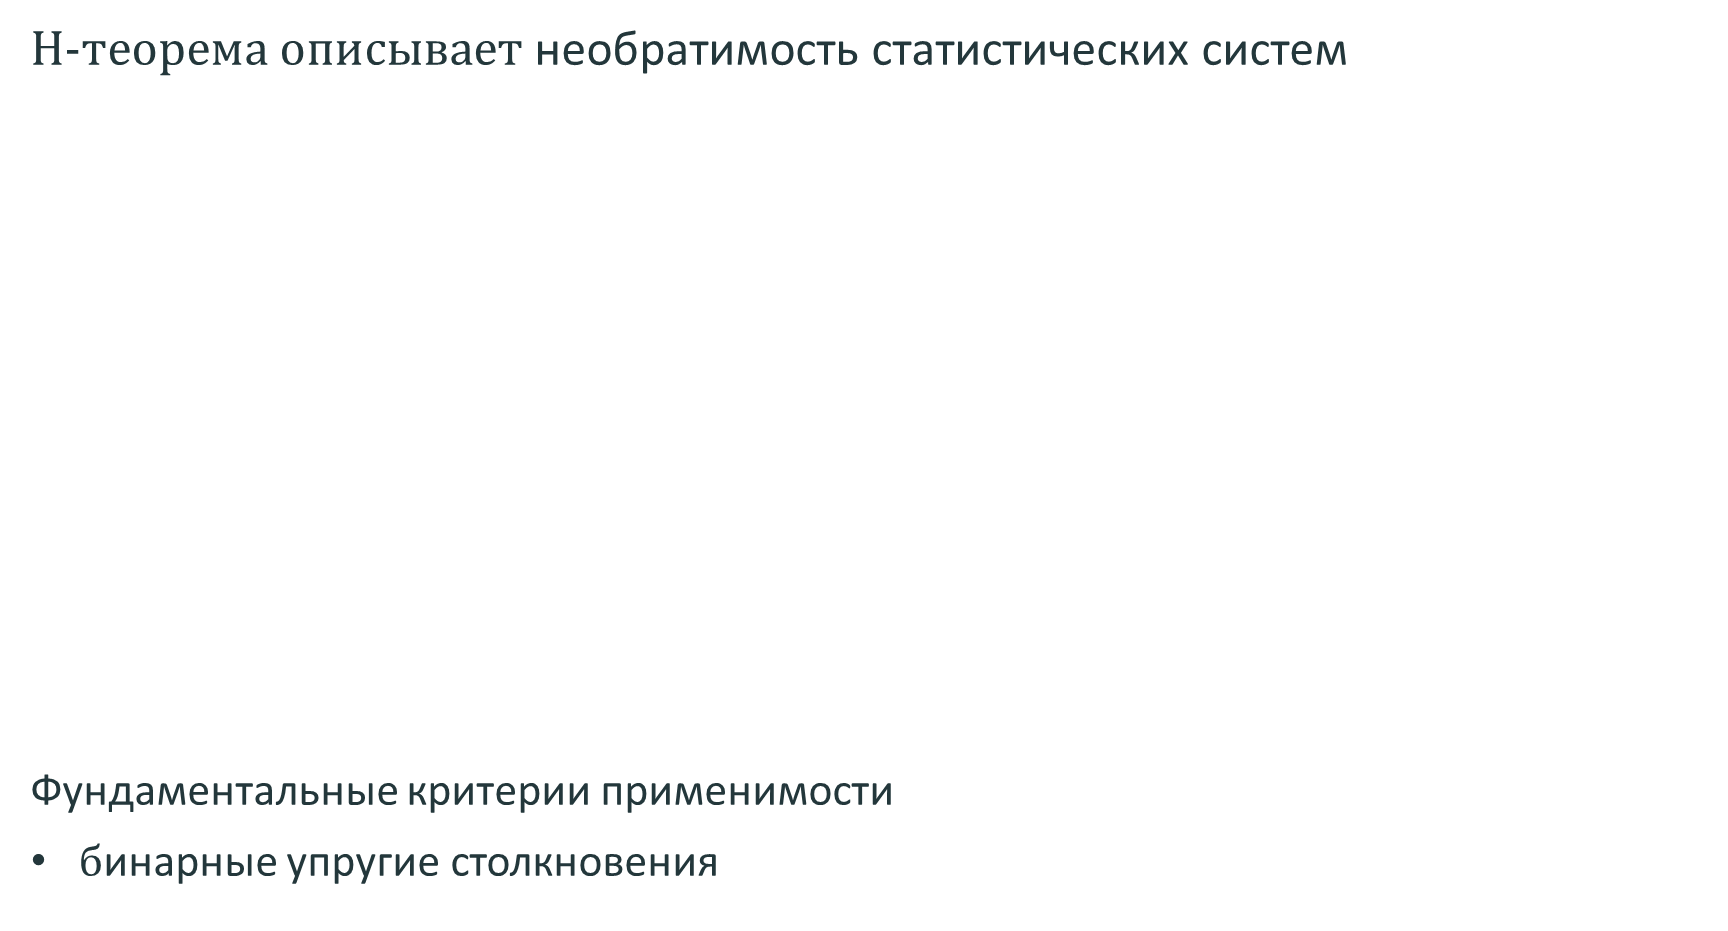 H-теорема описывает необратимость статистических систем
Фундаментальные критерии применимости
• бинарные упругие столкновения